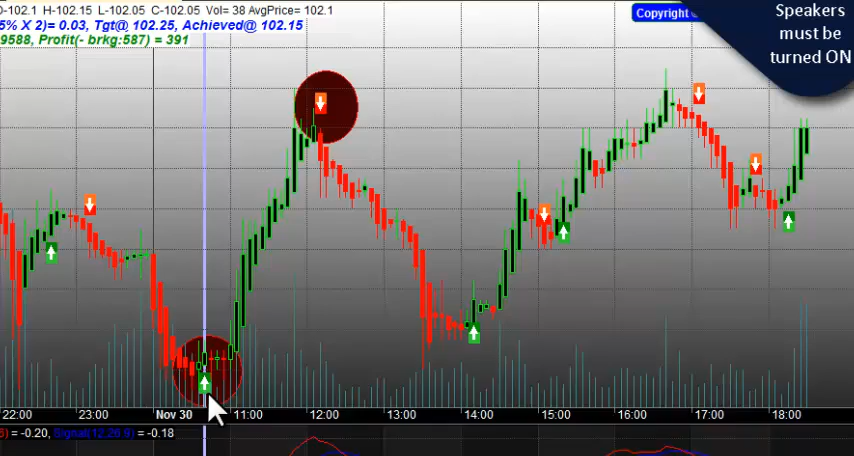 O-102.1 H-102.15 L-102.05 C-102.05 Vol= 38 AvgPrice= 102.1
5% X 2)= 0.03, Tgt@ 102.25, Achieved@ 102.15
9588, Profit(- brkg:587) = 391
Copyright
Speakers
must be
turned ON
22:00 23:00 Nov 30 11:00 12:00 13:00 14:00 15:00 16:00 17:00 18:00
) = -0.20, Signal(12,26,9) = -0.18